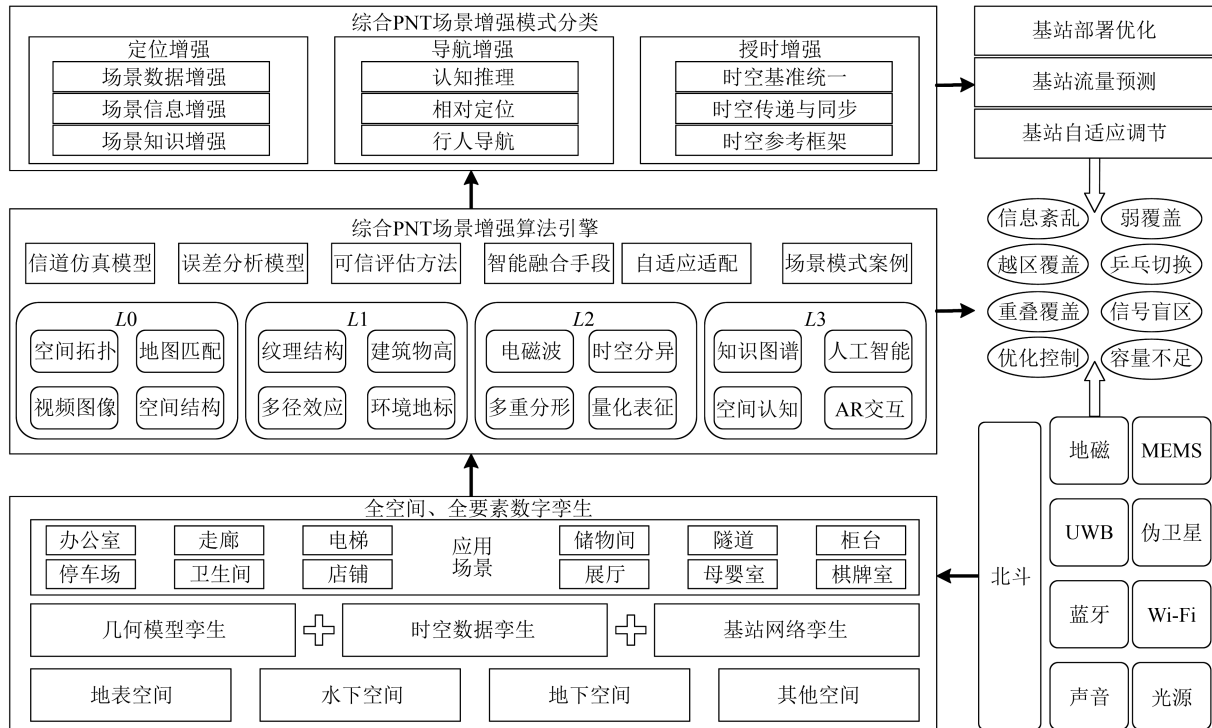 综合PNT场景增强模式分类
定位增强
场景数据增强
场景信息增强
场景知识增强
导航增强
认知推理
相对定位
行人导航
授时增强
时空基准统一
时空传递与同步
时空参考框架
基站部署优化
基站流量预测
基站自适应调节
综合PNT场景增强算法引擎
信道仿真模型
误差分析模型
可信评估方法
智能融合手段
自适应适配
场景模式案例
L0
空间拓扑
地图匹配
视频图像
空间结构
L1
纹理结构
建筑物高
多径效应
环境地标
L2
电磁波
时空分异
多重分形
量化表征
L3
知识图谱
人工智能
空间认知
AR交互
信息紊乱
弱覆盖
越区覆盖
乒乓切换
重叠覆盖
信号盲区
优化控制
容量不足
全空间、全要素数字孪生
办公室
走廊
电梯
应用
场景
储物间
隧道
柜台
停车场
卫生间
店铺
展厅
母婴室
棋牌室
几何模型孪生
时空数据孪生
基站网络孪生
地表空间
水下空间
地下空间
其他空间
北斗
地磁
MEMS
UWB
伪卫星
蓝牙
Wi-Fi
声音
光源